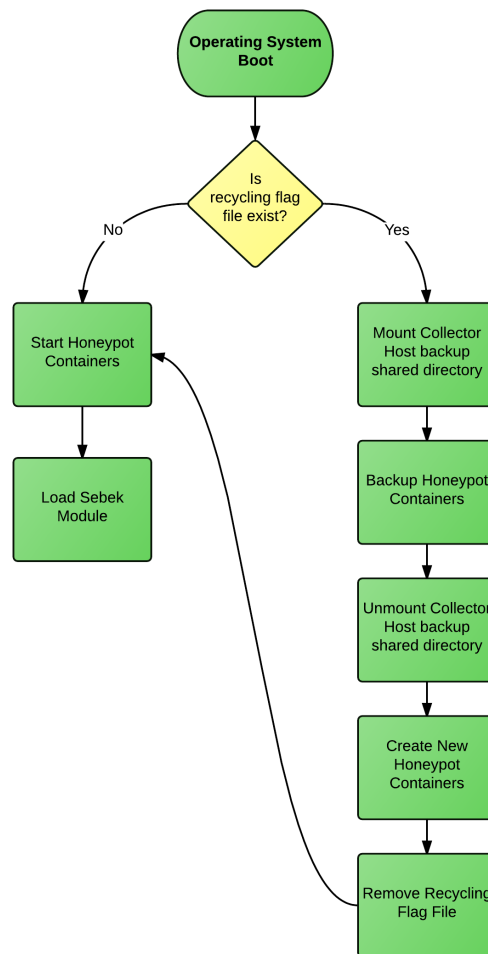 Operating System
Boot
Is
recycling flag
file exist?
No
Yes
Start Honeypot
Containers
Mount Collector
Host backup
shared directory
Load Sebek
Module
Backup Honeypot
Containers
Unmount Collector
Host backup
shared directory
Create New
Honeypot
Containers
Remove Recycling
Flag File